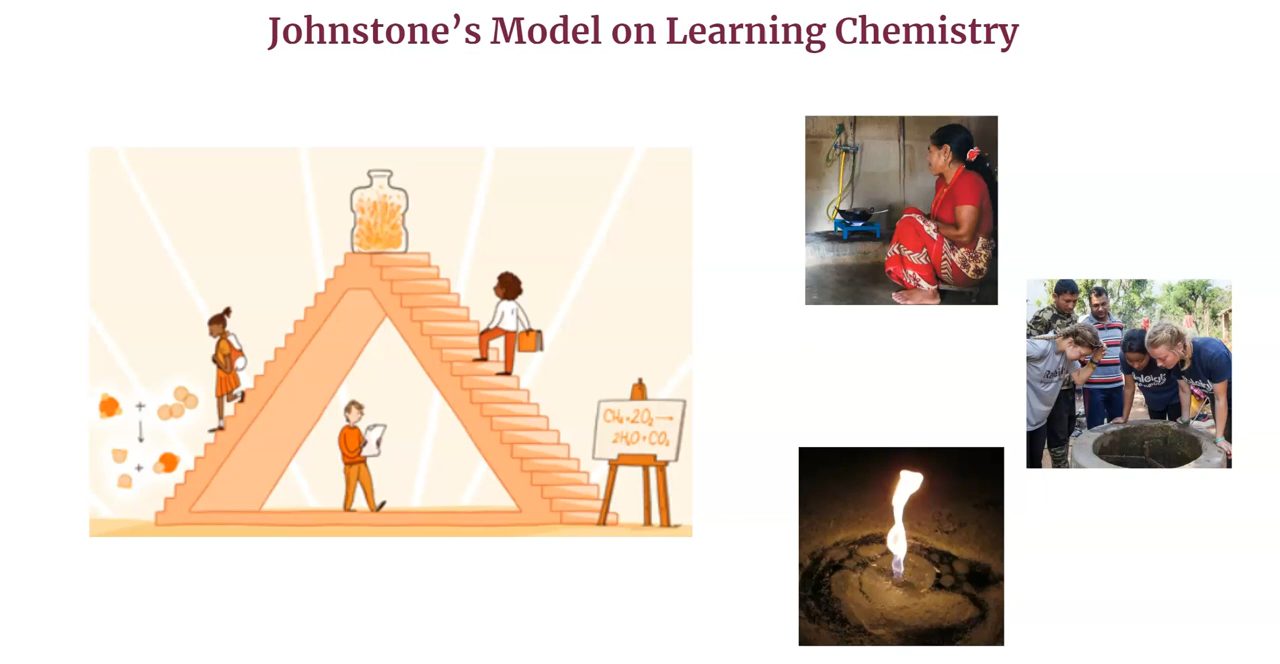 Johnstone’s Model on Learning Chemistry
CH₄+2O₂→
2H₂O+CO₂
+
+